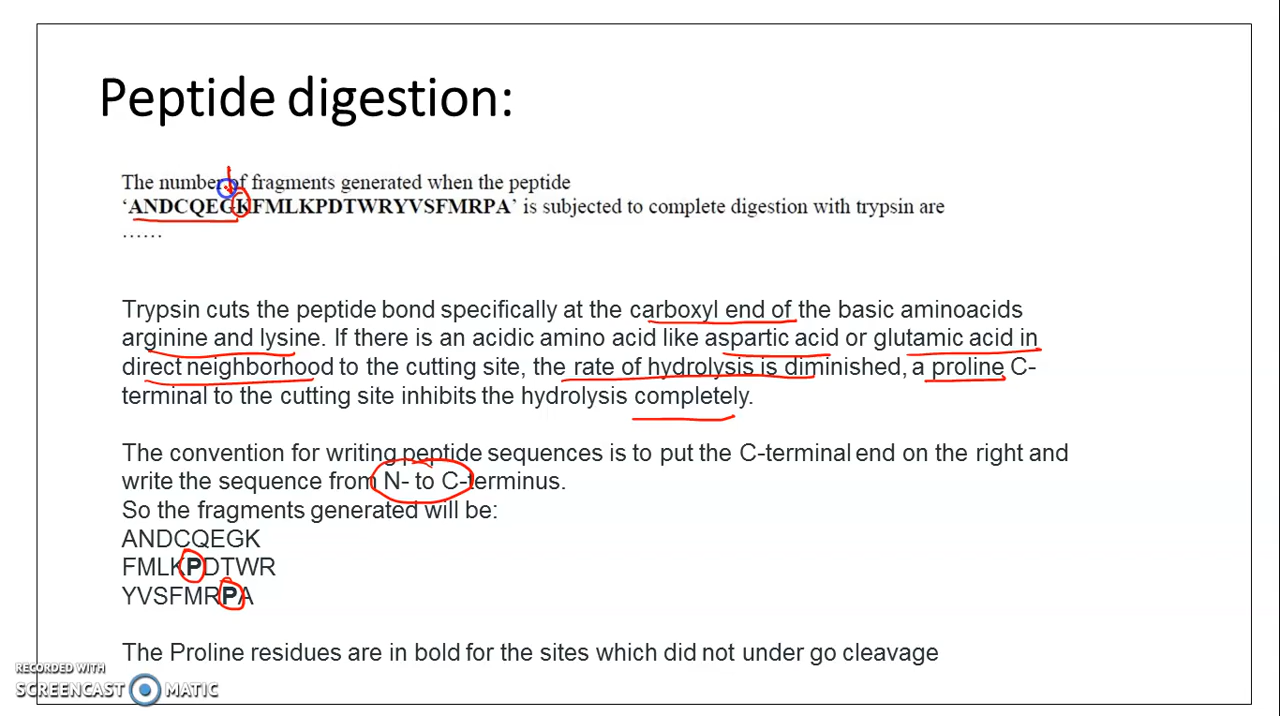 Peptide digestion:
The number of fragments generated when the peptide
‘ANDCQEGKFMLKPDTWRYVSFMRPA’ is subjected to complete digestion with trypsin are
……
Trypsin cuts the peptide bond specifically at the carboxyl end of the basic aminoacids
arginine and lysine. If there is an acidic amino acid like aspartic acid or glutamic acid in
direct neighborhood to the cutting site, the rate of hydrolysis is diminished, a proline C-
terminal to the cutting site inhibits the hydrolysis completely.
The convention for writing peptide sequences is to put the C-terminal end on the right and
write the sequence from N- to C-terminus.
So the fragments generated will be:
ANDCQEGK
FMLKPDTWR
YVSFMRPA
The Proline residues are in bold for the sites which did not under go cleavage
RECORDED WITH
SCREENCAST MATIC